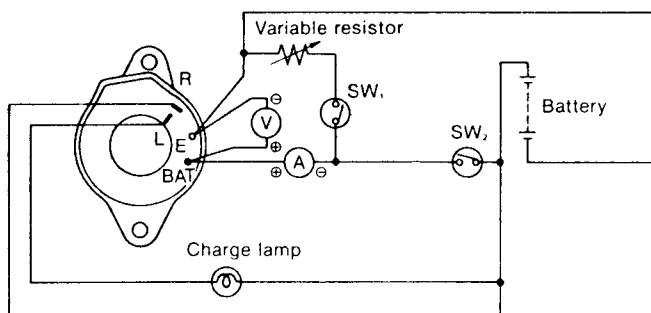 Variable resistor
R
SW₁
⊖
V
L
E
Battery
SW₂
⊕
BAT
⊕
A
⊖
Charge lamp